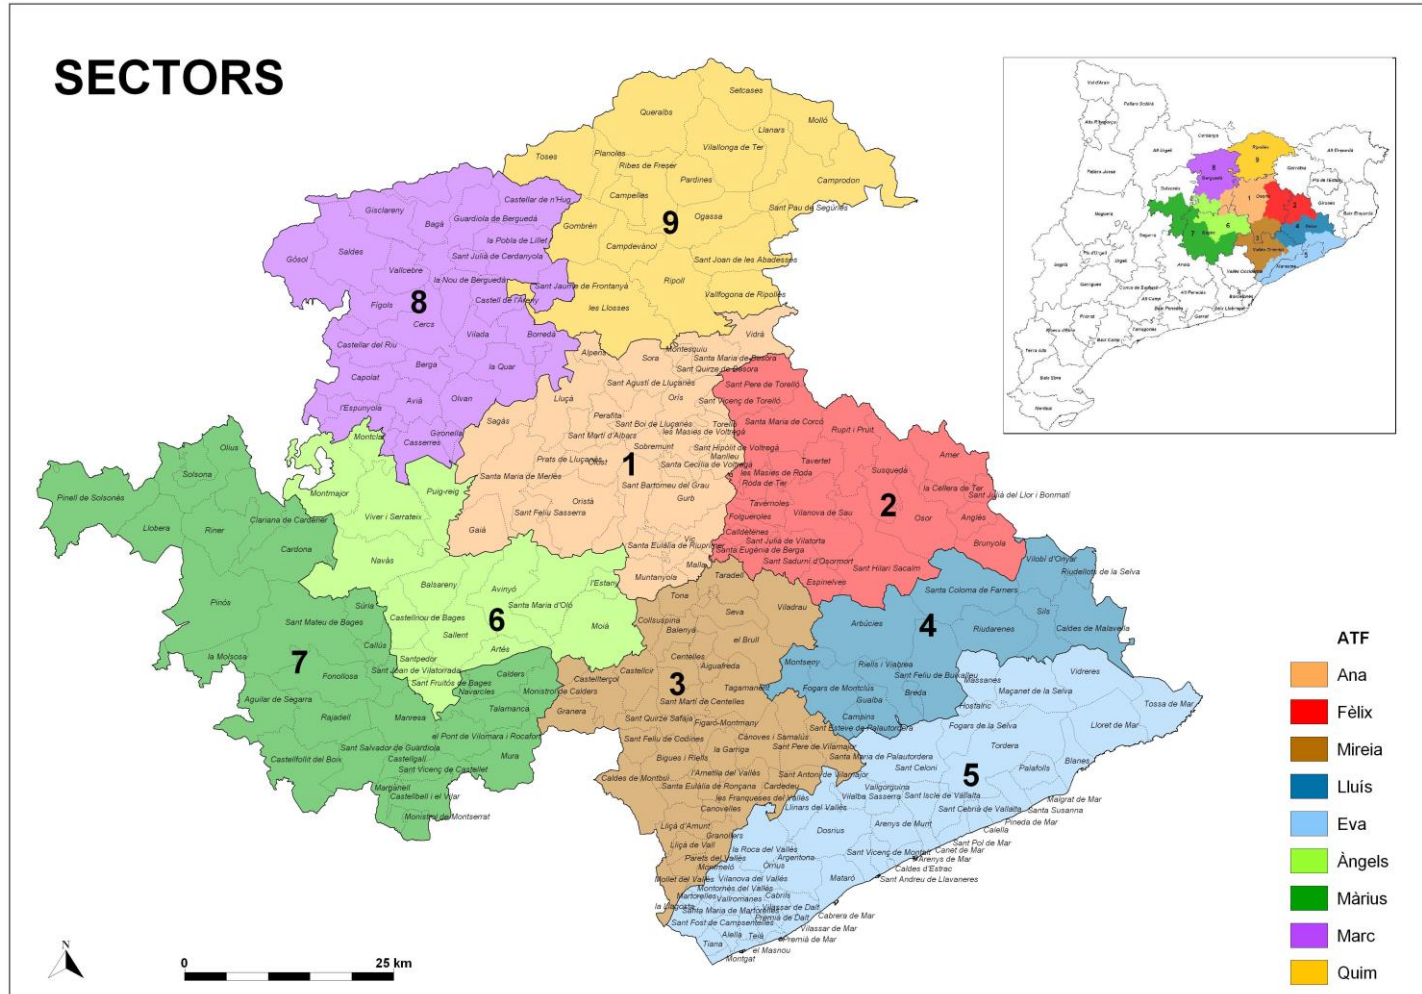 SECTORS
Setcases
Queralbs
Molló
Llanars
Vilallonga de Ter
Planoles
Toses
Ribes de Freser
Pardines
Camprodon
Campelles
Castellar de n'Hug
Sant Pau de Segúries
Gisclareny
Guardiola de Berguedà
Bagà
Gombrèn
Ogassa
9
la Pobla de Lillet
Campdevànol
Saldes
Sant Julià de Cerdanyola
Gósol
Sant Joan de les Abadesses
Vallcebre
la Nou de Berguedà
Sant Jaume de Frontanyà
Ripoll
Vallfogona de Ripollès
Castell de l'Areny
les Llosses
Fígols
8
Cercs
Vilada
Borredà
Vidrà
Castellar del Riu
Montesquiu
Alpens
Sora
Santa Maria de Besora
Berga
la Quar
Sant Quirze de Besora
Capolat
Sant Agustí de Lluçanès
Sant Pere de Torelló
Lluçà
Orís
Avià
Olvan
Sant Vicenç de Torelló
l'Espunyola
Perafita
Sagàs
Sant Boi de Lluçanès
Torelló
Santa Maria de Corcó
Rupit i Pruit
Gironella
Montclar
Sant Martí d'Albars
les Masies de Voltregà
Casserres
Sobremunt
Sant Hipòlit de Voltregà
Olius
Prats de Lluçanès
Olost
1
Manlleu
Tavertet
Amer
Santa Cecília de Voltregà
les Masies de Roda
Susqueda
Solsona
Santa Maria de Merlès
Sant Bartomeu del Grau
Roda de Ter
la Cellera de Ter
Pinell de Solsonès
Montmajor
Puig-reig
Gurb
Sant Julià del Llor i Bonmatí
2
Oristà
Tavèrnoles
Sant Feliu Sasserra
Vilanova de Sau
Viver i Serrateix
Clariana de Cardener
Folgueroles
Osor
Anglès
Llobera
Riner
Gaià
Calldetenes
Vic
Sant Julià de Vilatorta
Brunyola
Cardona
Santa Eulàlia de Riuprimer
Santa Eugènia de Berga
Navàs
Malla
Sant Sadurní d'Osormort
Sant Hilari Sacalm
Vilobí d'Onyar
Muntanyola
Taradell
Espinelves
Riudellots de la Selva
Balsareny
Avinyó
l'Estany
Tona
Santa Coloma de Farners
Pinós
Súria
Santa Maria d'Oló
Seva
Viladrau
Sils
Castellnou de Bages
6
Collsuspina
Arbúcies
4
Riudarenes
Caldes de Malavella
Sant Mateu de Bages
Moià
Balenyà
el Brull
Sallent
Callús
Artés
la Molsosa
7
Santpedor
Centelles
Montseny
Riells i Viabrea
Vidreres
Sant Joan de Vilatorrada
Castellcir
Aiguafreda
Sant Feliu de Buixalleu
Fonollosa
Calders
Castellterçol
3
Massanes
Sant Fruitós de Bages
Tagamanent
Fogars de Montclús
Navarcles
Monistrol de Calders
Breda
Maçanet de la Selva
Aguilar de Segarra
Sant Martí de Centelles
Gualba
Tossa de Mar
Talamanca
Granera
Hostalric
Rajadell
Manresa
Sant Quirze Safaja
Campins
Lloret de Mar
Figaró-Montmany
Sant Esteve de Palautordera
Fogars de la Selva
el Pont de Vilomara i Rocafort
Sant Feliu de Codines
Cànoves i Samalús
Sant Salvador de Guardiola
la Garriga
Sant Pere de Vilamajor
Tordera
Castellfollit del Boix
Castellgalí
Mura
Bigues i Riells
Santa Maria de Palautordera
Blanes
Sant Vicenç de Castellet
Caldes de Montbui
l'Ametlla del Vallès
Sant Antoni de Vilamajor
Sant Celoni
5
Palafolls
Marganell
Santa Eulàlia de Ronçana
Cardedeu
Vallgorguina
Castellbell i el Vilar
les Franqueses del Vallès
Vilalba Sasserra
Sant Iscle de Vallalta
Malgrat de Mar
Canovelles
Llinars del Vallès
Sant Cebrià de Vallalta
Santa Susanna
Monistrol de Montserrat
Lliçà d'Amunt
Arenys de Munt
Pineda de Mar
Granollers
Dosrius
Calella
Lliçà de Vall
la Roca del Vallès
Sant Pol de Mar
Parets del Vallès
Argentona
Sant Vicenç de Montalt
Canet de Mar
Montmeló
Òrrius
Arenys de Mar
Mollet del Vallès
Vilanova del Vallès
Mataró
Caldes d'Estrac
Montornès del Vallès
Sant Andreu de Llavaneres
Martorelles
Vallromanes
Cabrils
la Llagosta
Santa Maria de Martorelles
Vilassar de Dalt
Cabrera de Mar
Sant Fost de Campsentelles
Premià de Dalt
Vilassar de Mar
Alella
Teià
Premià de Mar
Tiana
el Masnou
Montgat
ATF
Ana
Fèlix
Mireia
Lluís
Eva
Àngels
Màrius
Marc
Quim
N
0
25 km